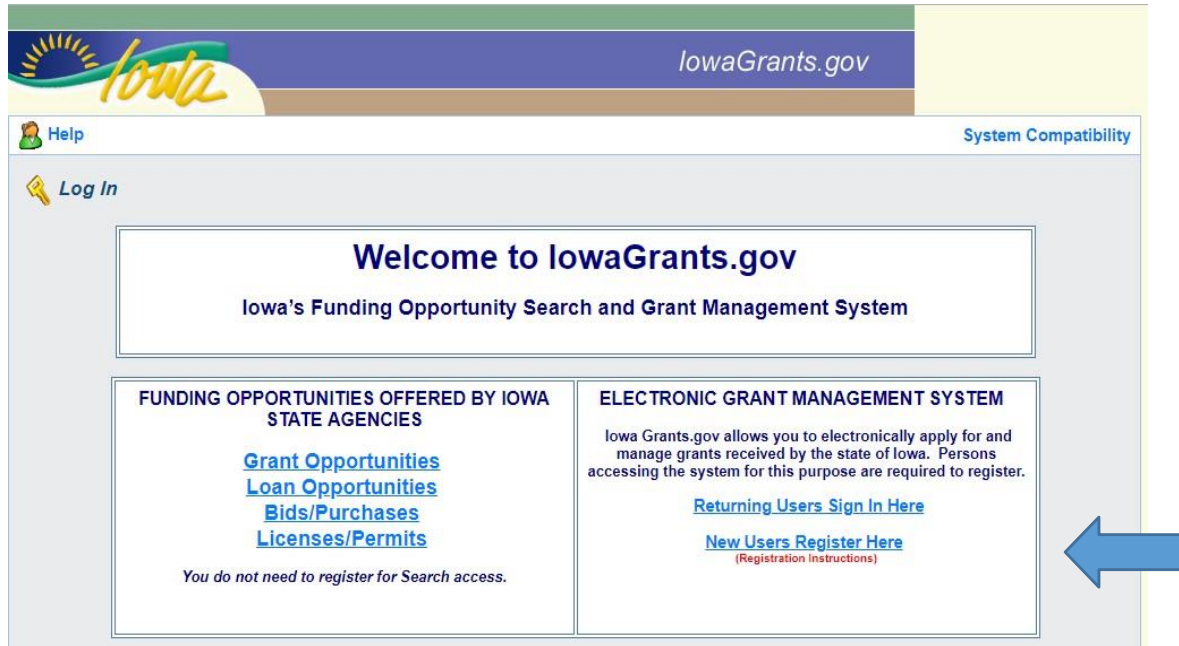 Iowa
IowaGrants.gov
Help
System Compatibility
Log In
Welcome to IowaGrants.gov
Iowa's Funding Opportunity Search and Grant Management System
FUNDING OPPORTUNITIES OFFERED BY IOWA
STATE AGENCIES
Grant Opportunities
Loan Opportunities
Bids/Purchases
Licenses/Permits
You do not need to register for Search access.
ELECTRONIC GRANT MANAGEMENT SYSTEM
Iowa Grants.gov allows you to electronically apply for and
manage grants received by the state of Iowa. Persons
accessing the system for this purpose are required to register.
Returning Users Sign In Here
New Users Register Here
(Registration Instructions)